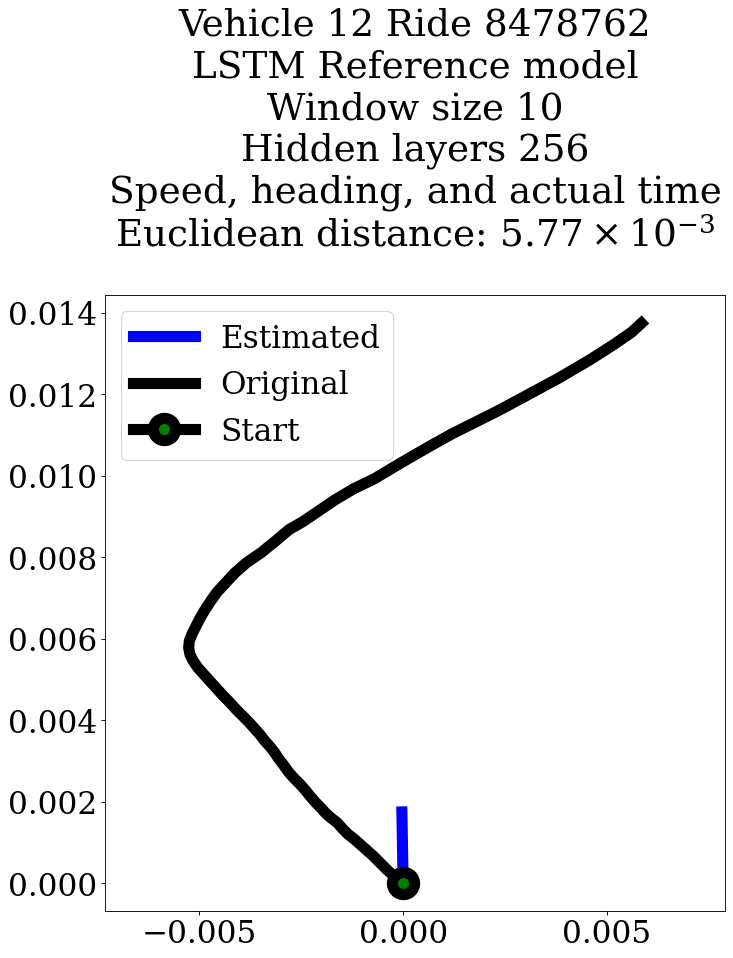 Vehicle 12 Ride 8478762
LSTM Reference model
Window size 10
Hidden layers 256
Speed, heading, and actual time
Euclidean distance: 5.77 × 10⁻³
0.014
0.012
0.010
0.008
0.006
0.004
0.002
0.000
Estimated
Original
Start
−0.005 0.000 0.005